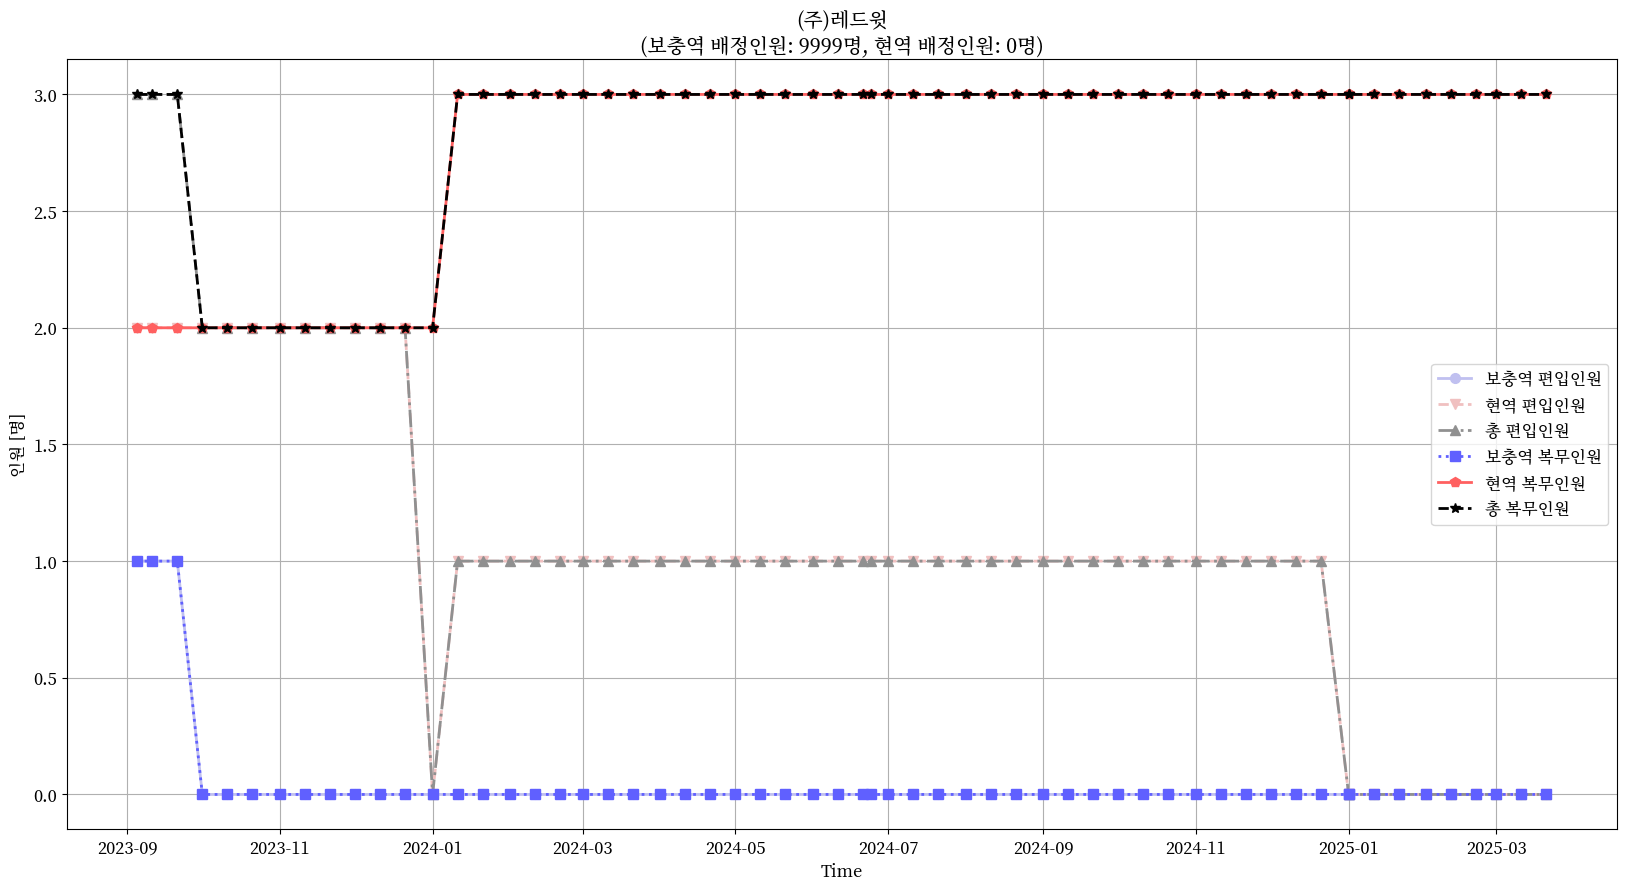 (주)레드윗
(보충역 배정인원: 9999명, 현역 배정인원: 0명)
3.0
2.5
2.0
1.5
1.0
0.5
0.0
인원 [명]
보충역 편입인원
현역 편입인원
총 편입인원
보충역 복무인원
현역 복무인원
총 복무인원
2023-09
2023-11
2024-01
2024-03
2024-05
2024-07
2024-09
2024-11
2025-01
2025-03
Time